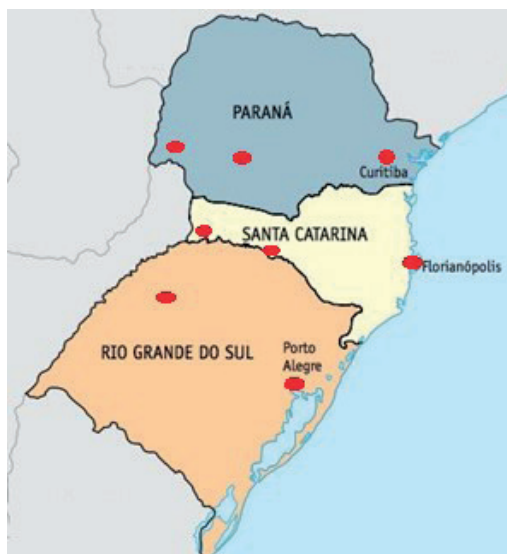 PARANÁ
Curitiba
SANTA CATARINA
Florianópolis
RIO GRANDE DO SUL
Porto
Alegre